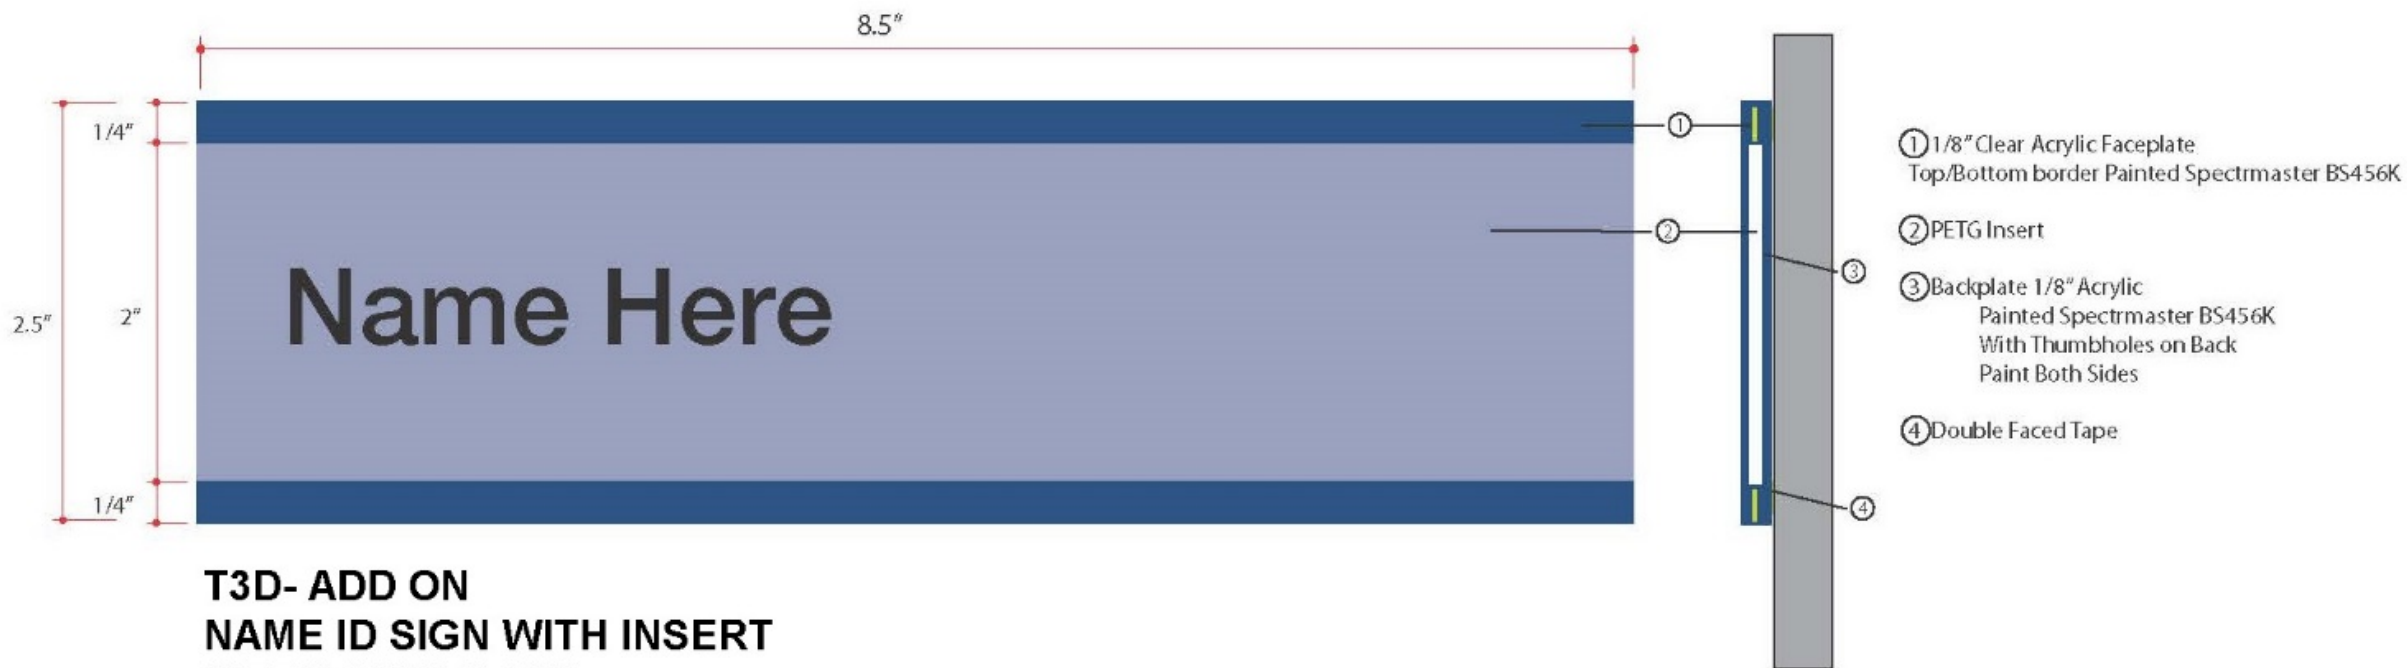 8.5"
1/4"
2.5"
2"
1/4"
Name Here
①
②
③
④
① 1/8" Clear Acrylic Faceplate
Top/Bottom border Painted Spectrmaster BS456K
② PETG Insert
③ Backplate 1/8" Acrylic
Painted Spectrmaster BS456K
With Thumbholes on Back
Paint Both Sides
④ Double Faced Tape
T3D- ADD ON
NAME ID SIGN WITH INSERT